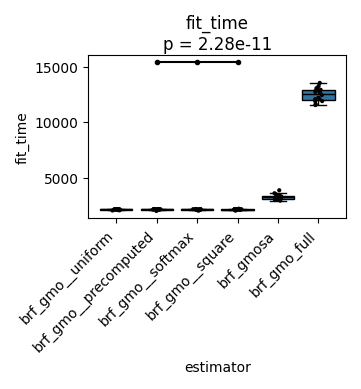 fit_time
p = 2.28e-11
15000
10000
5000
fit_time
brf_gmo__uniform
brf_gmo__precomputed
brf_gmo__softmax
brf_gmo__square
brf_gmosa
brf_gmo_full
estimator